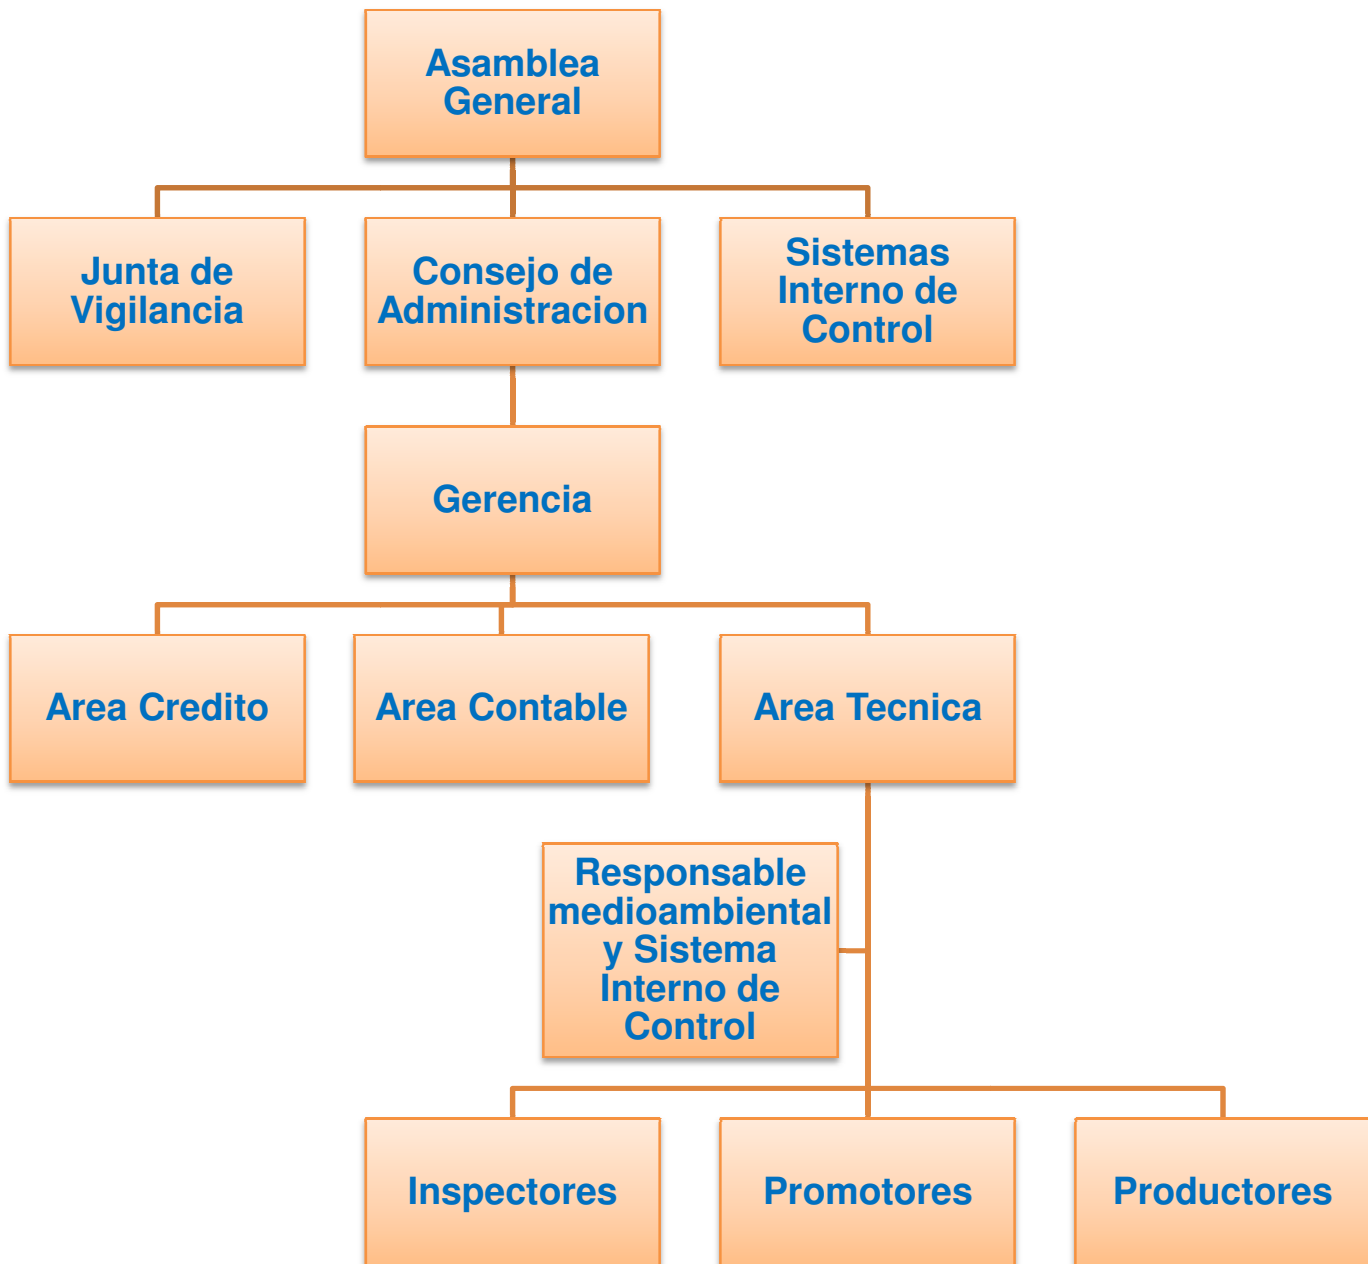 Asamblea
General
Junta de
Vigilancia
Consejo de
Administracion
Sistemas
Interno de
Control
Gerencia
Area Credito
Area Contable
Area Tecnica
Responsable
medioambiental
y Sistema
Interno de
Control
Inspectores
Promotores
Productores